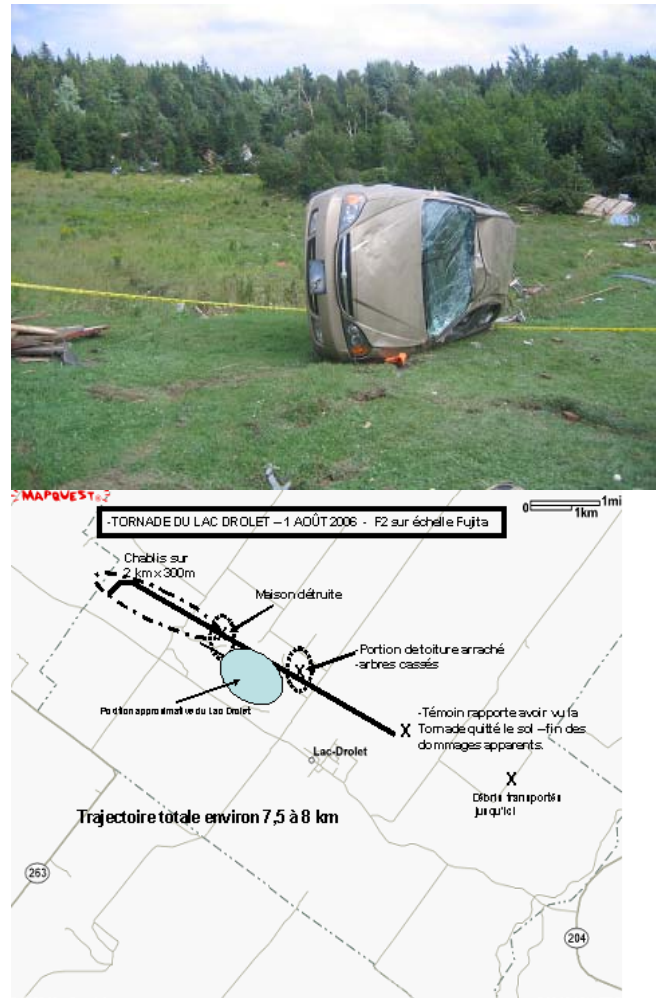 MAPQUEST
0 1mi
1km
-TORNADE DU LAC DROLET – 1 AOÛT 2006 - F2 sur échelle Fujita
Chablis sur
2 km x 300m
Maison détruite
-Portion de toiture arraché
-arbres cassés
Position approximative du Lac Drolet
X
X -Témoin rapporte avoir vu la
Tornade quitté le sol – fin des
dommages apparents.
Lac-Drolet
X
Débris transportés
jusqu'ici
Trajectoire totale environ 7,5 à 8 km
263
204